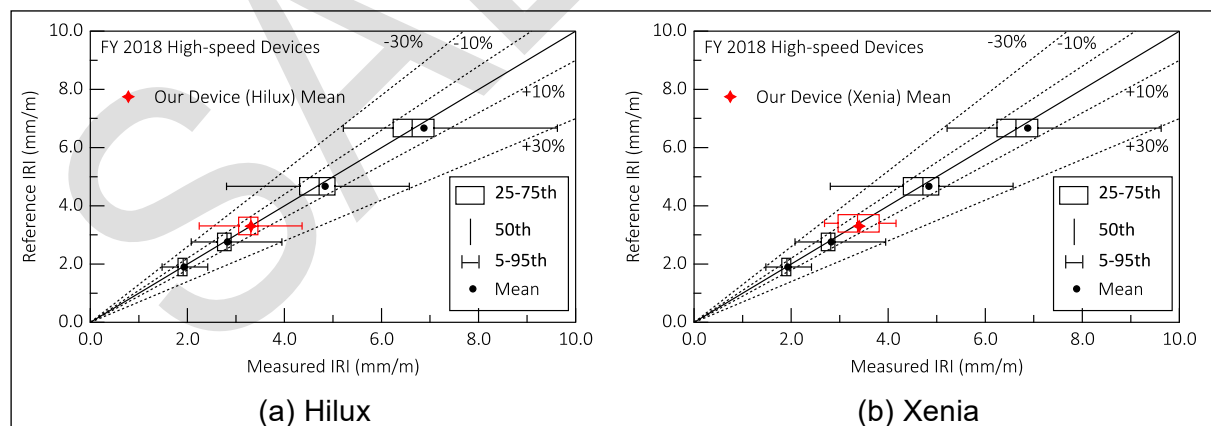 10.0
8.0
6.0
4.0
2.0
0.0
Reference IRI (mm/m)
FY 2018 High-speed Devices
Our Device (Hilux) Mean
-30%
-10%
+10%
+30%
25-75th
50th
5-95th
Mean
0.0 2.0 4.0 6.0 8.0 10.0
Measured IRI (mm/m)
(a) Hilux
10.0
8.0
6.0
4.0
2.0
0.0
Reference IRI (mm/m)
FY 2018 High-speed Devices
Our Device (Xenia) Mean
-30%
-10%
+10%
+30%
25-75th
50th
5-95th
Mean
0.0 2.0 4.0 6.0 8.0 10.0
Measured IRI (mm/m)
(b) Xenia